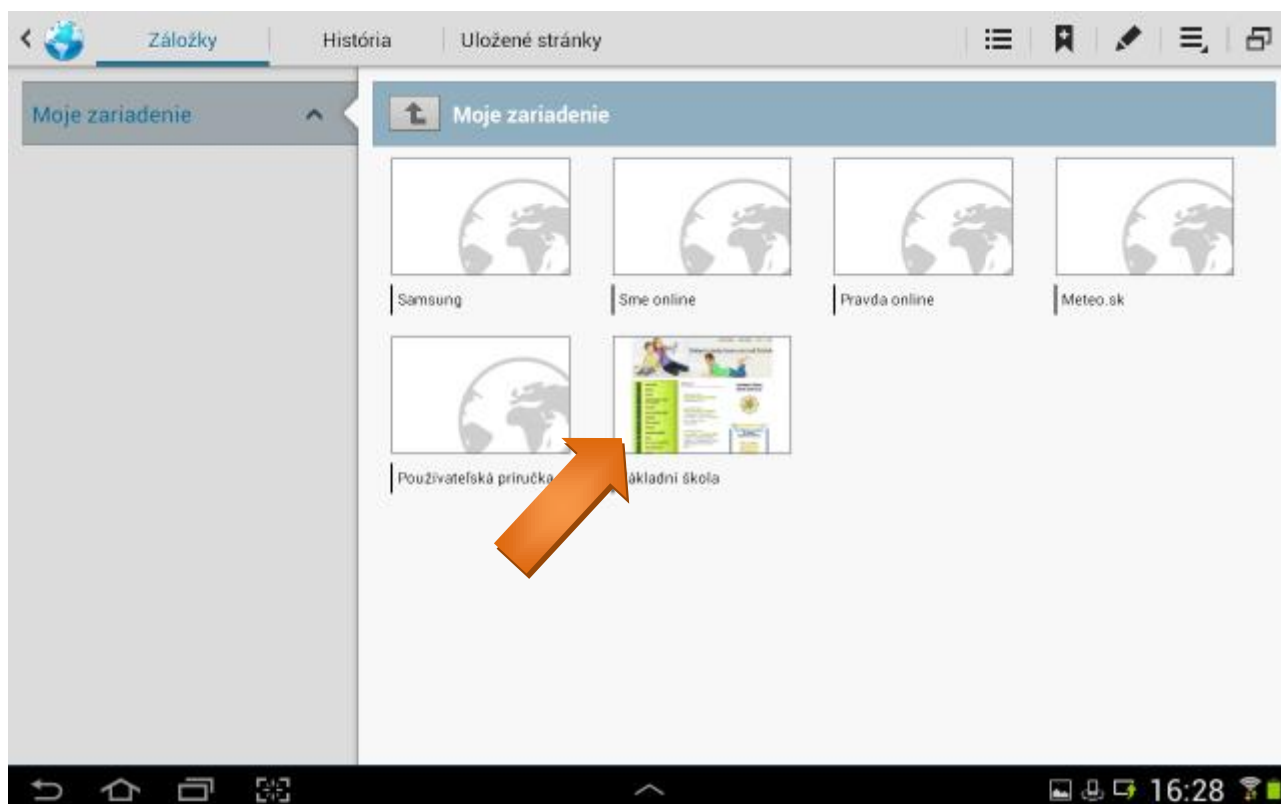 Záložky
História
Uložené stránky
Moje zariadenie
Moje zariadenie
Samsung
Sme online
Pravda online
Meteo.sk
Používateľská príručka
ákladni škola
16:28